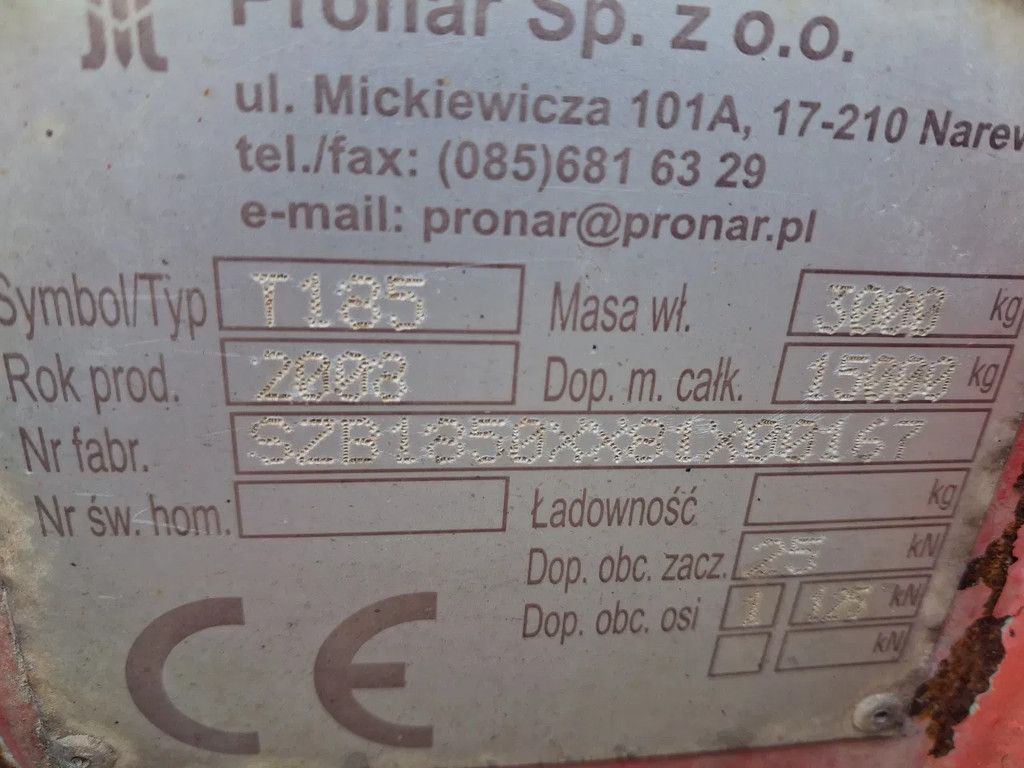 Pronar Sp. z o.o.
ul. Mickiewicza 101A, 17-210 Narew
tel./fax: (085)681 63 29
e-mail: pronar@pronar.pl
Symbol/Typ T185 Masa wł. 3000 kg
Rok prod. 2008 Dop. m. całk. 15000 kg
Nr fabr. SZB1850XX81X00167
Nr św. hom. Ładowność kg
Dop. obc. zacz. 25 kN
Dop. obc. osi 1 kN
kN
CE